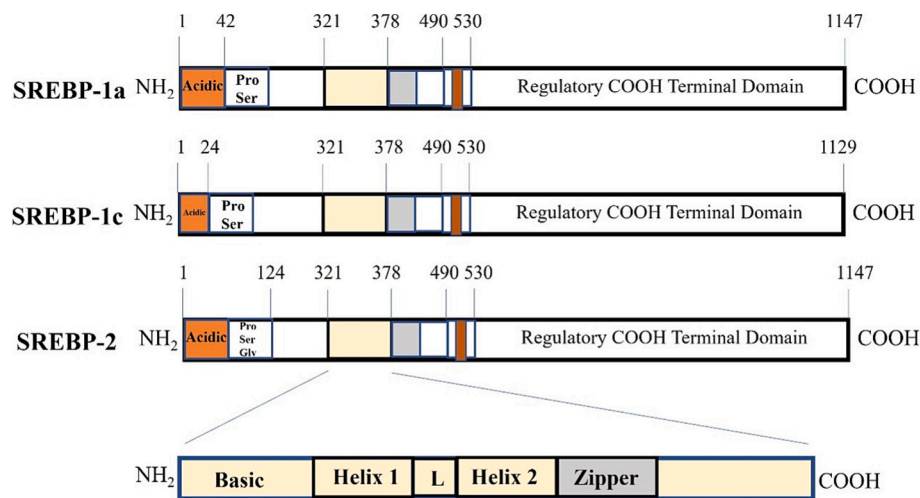 1 42 321 378 490 530 1147
SREBP-1a NH2 Acidic Pro Ser Regulatory COOH Terminal Domain COOH
1 24 321 378 490 530 1129
SREBP-1c NH2 Acidic Pro Ser Regulatory COOH Terminal Domain COOH
1 124 321 378 490 530 1147
SREBP-2 NH2 Acidic Pro Ser Gly Regulatory COOH Terminal Domain COOH
NH2 Basic Helix 1 L Helix 2 Zipper COOH